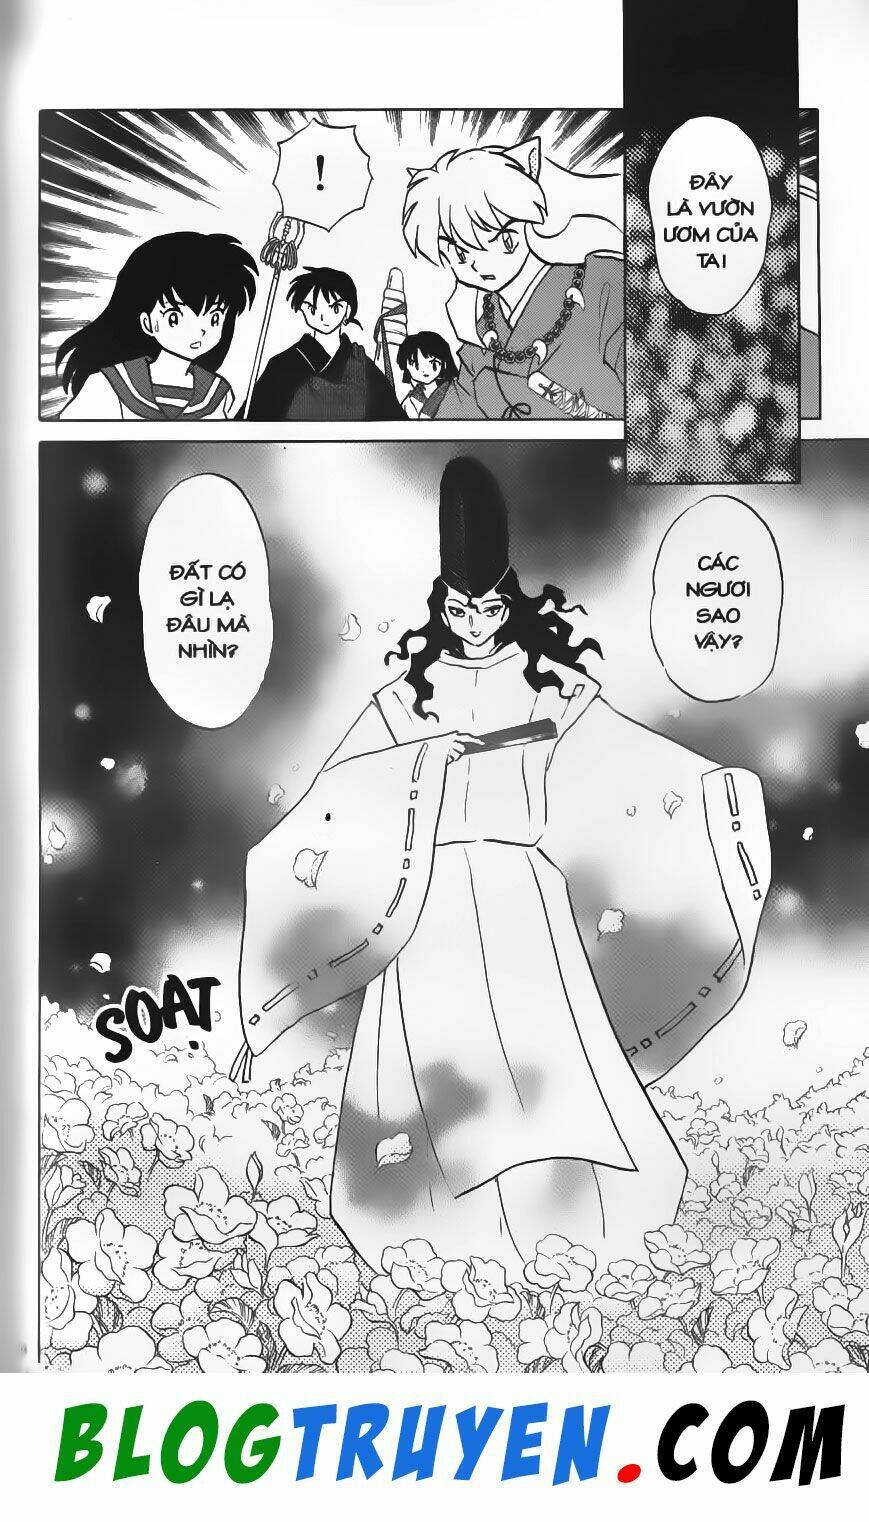 ĐÂY
LÀ VƯỜN
ƯƠM CỦA
TAI
!
CÁC
NGƯƠI
SAO
VẬY?
ĐẤT CÓ
GÌ LẠ
ĐÂU MÀ
NHÌN?
SOẠT
BLOGTRUYEN.COM